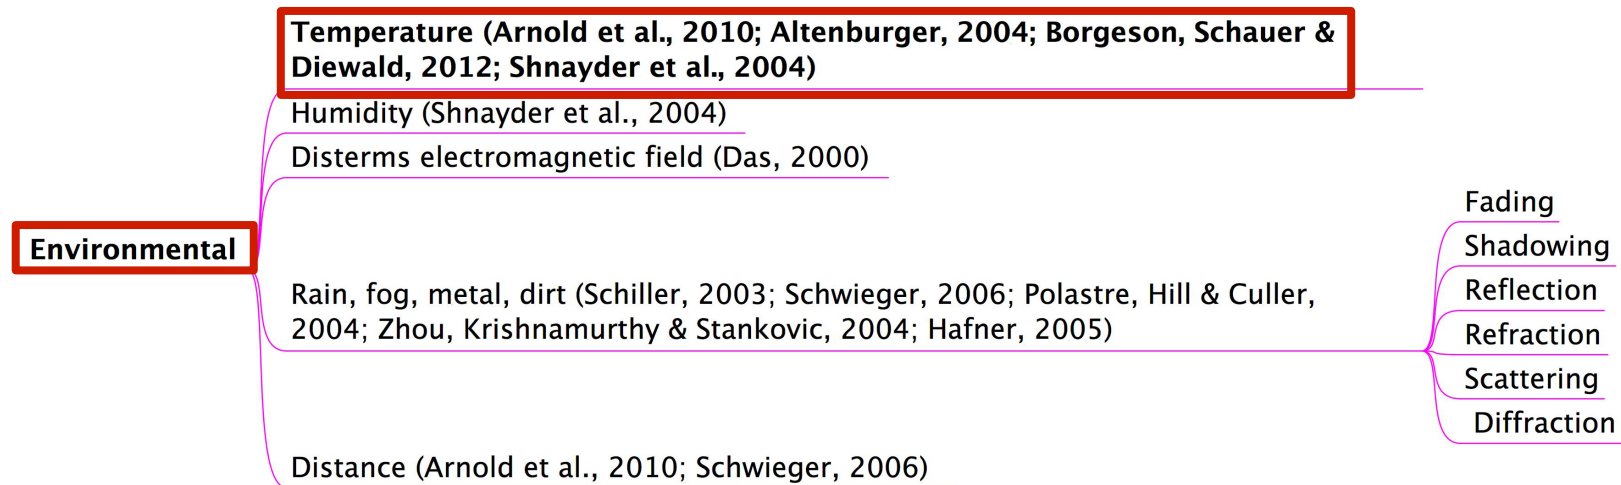 Temperature (Arnold et al., 2010; Altenburger, 2004; Borgeson, Schauer &
Diewald, 2012; Shnayder et al., 2004)
Humidity (Shnayder et al., 2004)
Disterms electromagnetic field (Das, 2000)
Environmental
Rain, fog, metal, dirt (Schiller, 2003; Schwieger, 2006; Polastre, Hill & Culler,
2004; Zhou, Krishnamurthy & Stankovic, 2004; Hafner, 2005)
Fading
Shadowing
Reflection
Refraction
Scattering
Diffraction
Distance (Arnold et al., 2010; Schwieger, 2006)